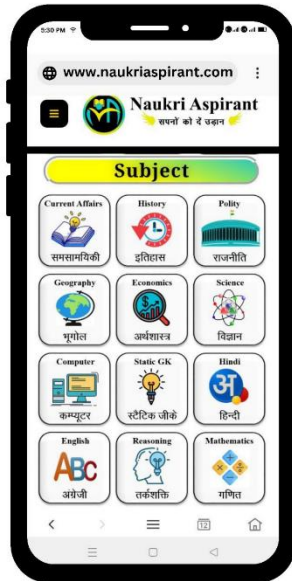 5:30 PM
www.naukriaspirant.com
Naukri Aspirant
सपनों को दें उड़ान
Subject
Current Affairs
समसामयिकी
History
इतिहास
Polity
राजनीति
Geography
भूगोल
Economics
अर्थशास्त्र
Science
विज्ञान
Computer
कम्प्यूटर
Static GK
स्टैटिक जीके
Hindi
अ
हिन्दी
English
ABC
अंग्रेजी
Reasoning
तर्कशक्ति
Mathematics
गणित
12